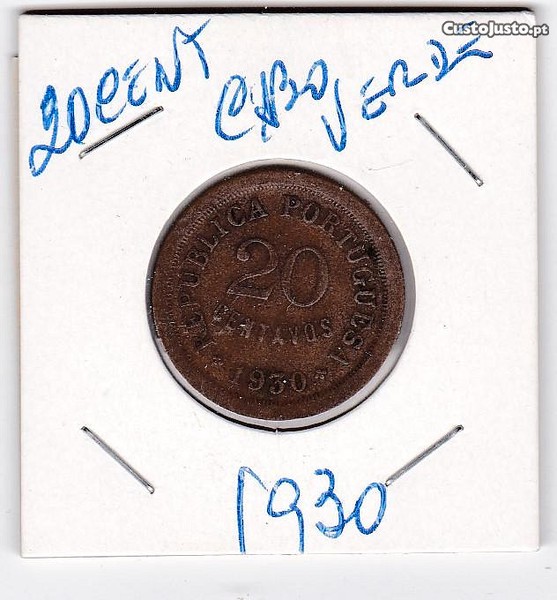 CustoJusto.pt
20CENT CABO VERDE
REPUBLICA PORTUGUESA
20
CENTAVOS
* 1930 *
1930